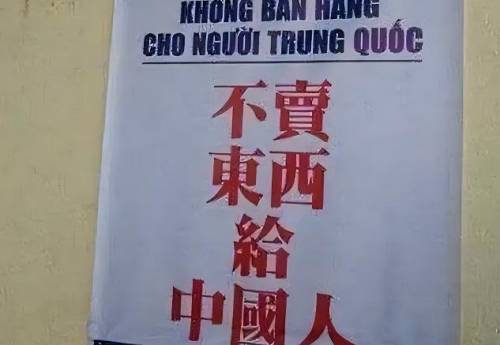 KHÔNG BÁN HÀNG
CHO NGƯỜI TRUNG QUỐC
不賣
東西
給
中國人